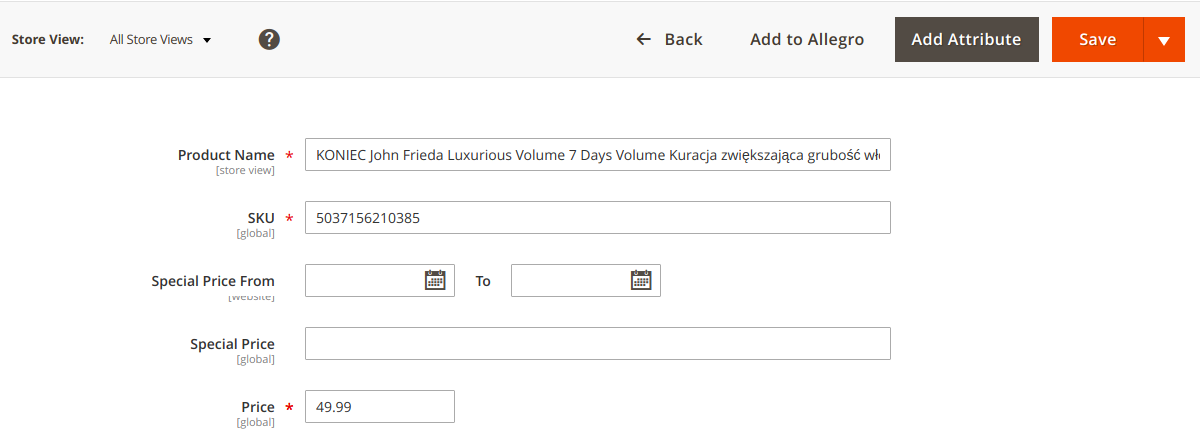 Store View: All Store Views ? Back Add to Allegro Add Attribute Save
Product Name * KONIEC John Frieda Luxurious Volume 7 Days Volume Kuracja zwiększająca grubość
[store view]
SKU * 5037156210385
[global]
Special Price From To
[website]
Special Price
[global]
Price * 49.99
[global]